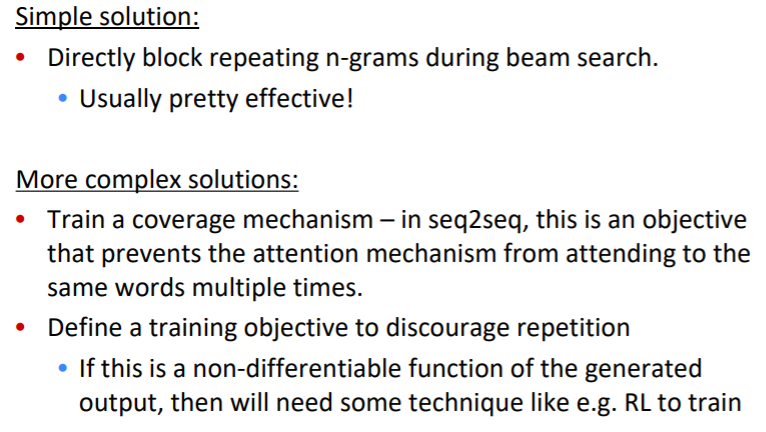 Simple solution:
• Directly block repeating n-grams during beam search.
• Usually pretty effective!
More complex solutions:
• Train a coverage mechanism – in seq2seq, this is an objective
that prevents the attention mechanism from attending to the
same words multiple times.
• Define a training objective to discourage repetition
• If this is a non-differentiable function of the generated
output, then will need some technique like e.g. RL to train